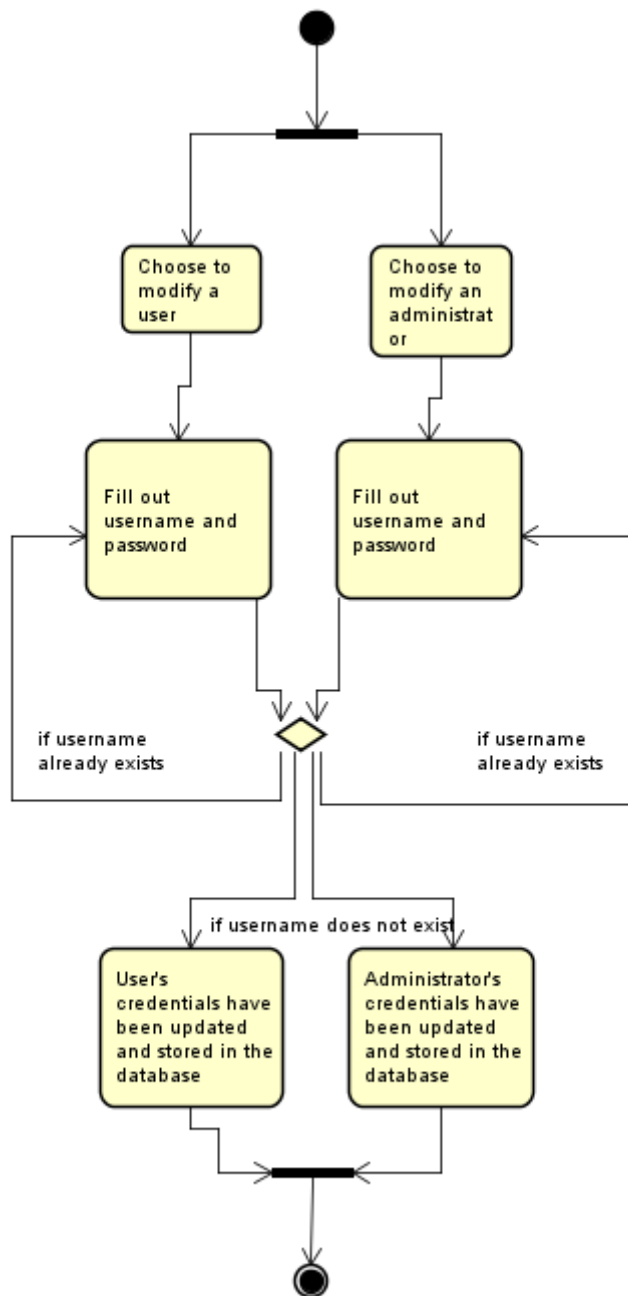 Choose to
modify a
user
Choose to
modify an
administrat
or
Fill out
username and
password
Fill out
username and
password
if username
already exists
if username
already exists
if username does not exist
User's
credentials have
been updated
and stored in the
database
Administrator's
credentials have
been updated
and stored in the
database